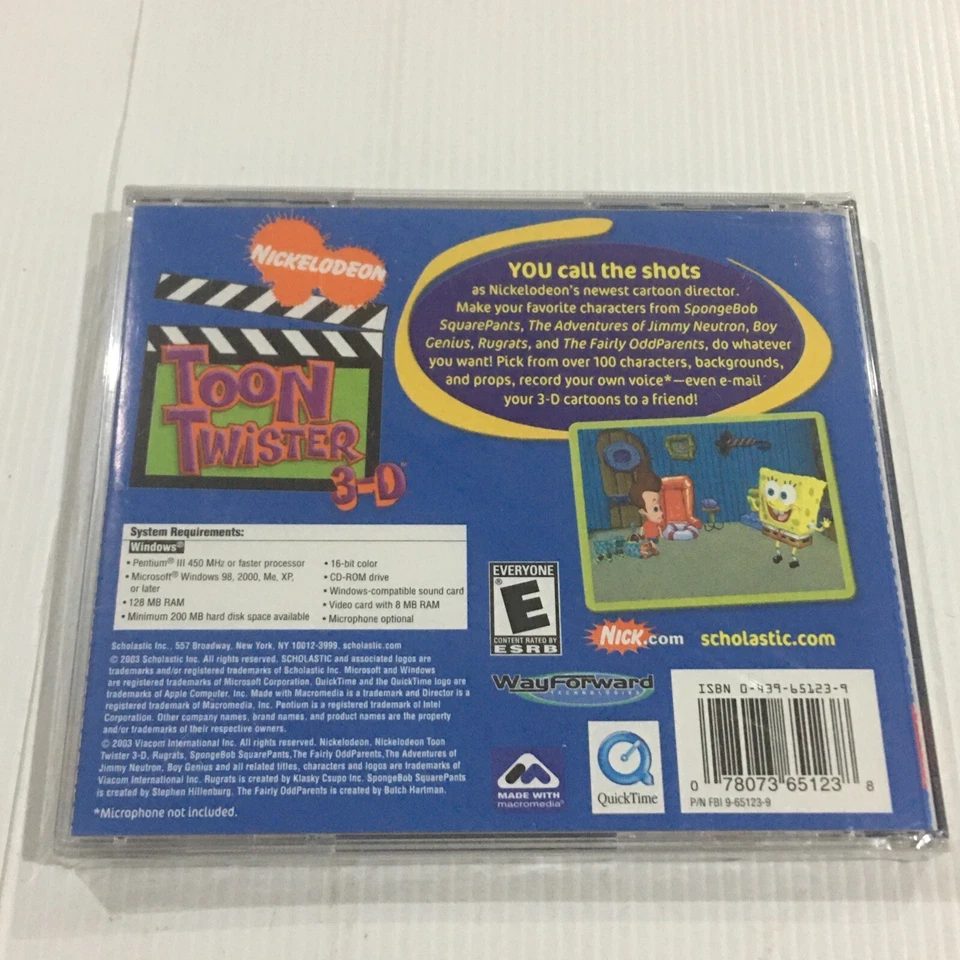 NICKELODEON
TOON
TWISTER
3-D™
YOU call the shots
as Nickelodeon's newest cartoon director.
Make your favorite characters from SpongeBob
SquarePants, The Adventures of Jimmy Neutron, Boy
Genius, Rugrats, and The Fairly OddParents, do whatever
you want! Pick from over 100 characters, backgrounds,
and props, record your own voice*—even e-mail
your 3-D cartoons to a friend!
System Requirements:
Windows®
• Pentium® III 450 MHz or faster processor
• Microsoft® Windows 98, 2000, Me, XP,
or later
• 128 MB RAM
• Minimum 200 MB hard disk space available
• 16-bit color
• CD-ROM drive
• Windows-compatible sound card
• Video card with 8 MB RAM
• Microphone optional
EVERYONE
E®
CONTENT RATED BY
ESRB
NICK.com
scholastic.com
Scholastic Inc., 557 Broadway, New York, NY 10012-3999, scholastic.com
© 2003 Scholastic Inc. All rights reserved. SCHOLASTIC and associated logos are
trademarks and/or registered trademarks of Scholastic Inc. Microsoft and Windows
are registered trademarks of Microsoft Corporation. QuickTime and the QuickTime logo are
trademarks of Apple Computer, Inc. Made with Macromedia is a trademark and Director is a
registered trademark of Macromedia, Inc. Pentium is a registered trademark of Intel
Corporation. Other company names, brand names, and product names are the property
and/or trademarks of their respective owners.
© 2003 Viacom International Inc. All rights reserved. Nickelodeon, Nickelodeon Toon
Twister 3-D, Rugrats, SpongeBob SquarePants, The Fairly OddParents, The Adventures of
Jimmy Neutron, Boy Genius and all related titles, characters and logos are trademarks of
Viacom International Inc. Rugrats is created by Klasky Csupo Inc. SpongeBob SquarePants
is created by Stephen Hillenburg. The Fairly OddParents is created by Butch Hartman.
*Microphone not included.
WayForward
TECHNOLOGIES
MADE WITH
macromedia®
QuickTime
ISBN 0-439-65123-9
0 78073 65123 8
P/N FBI 9-65123-9